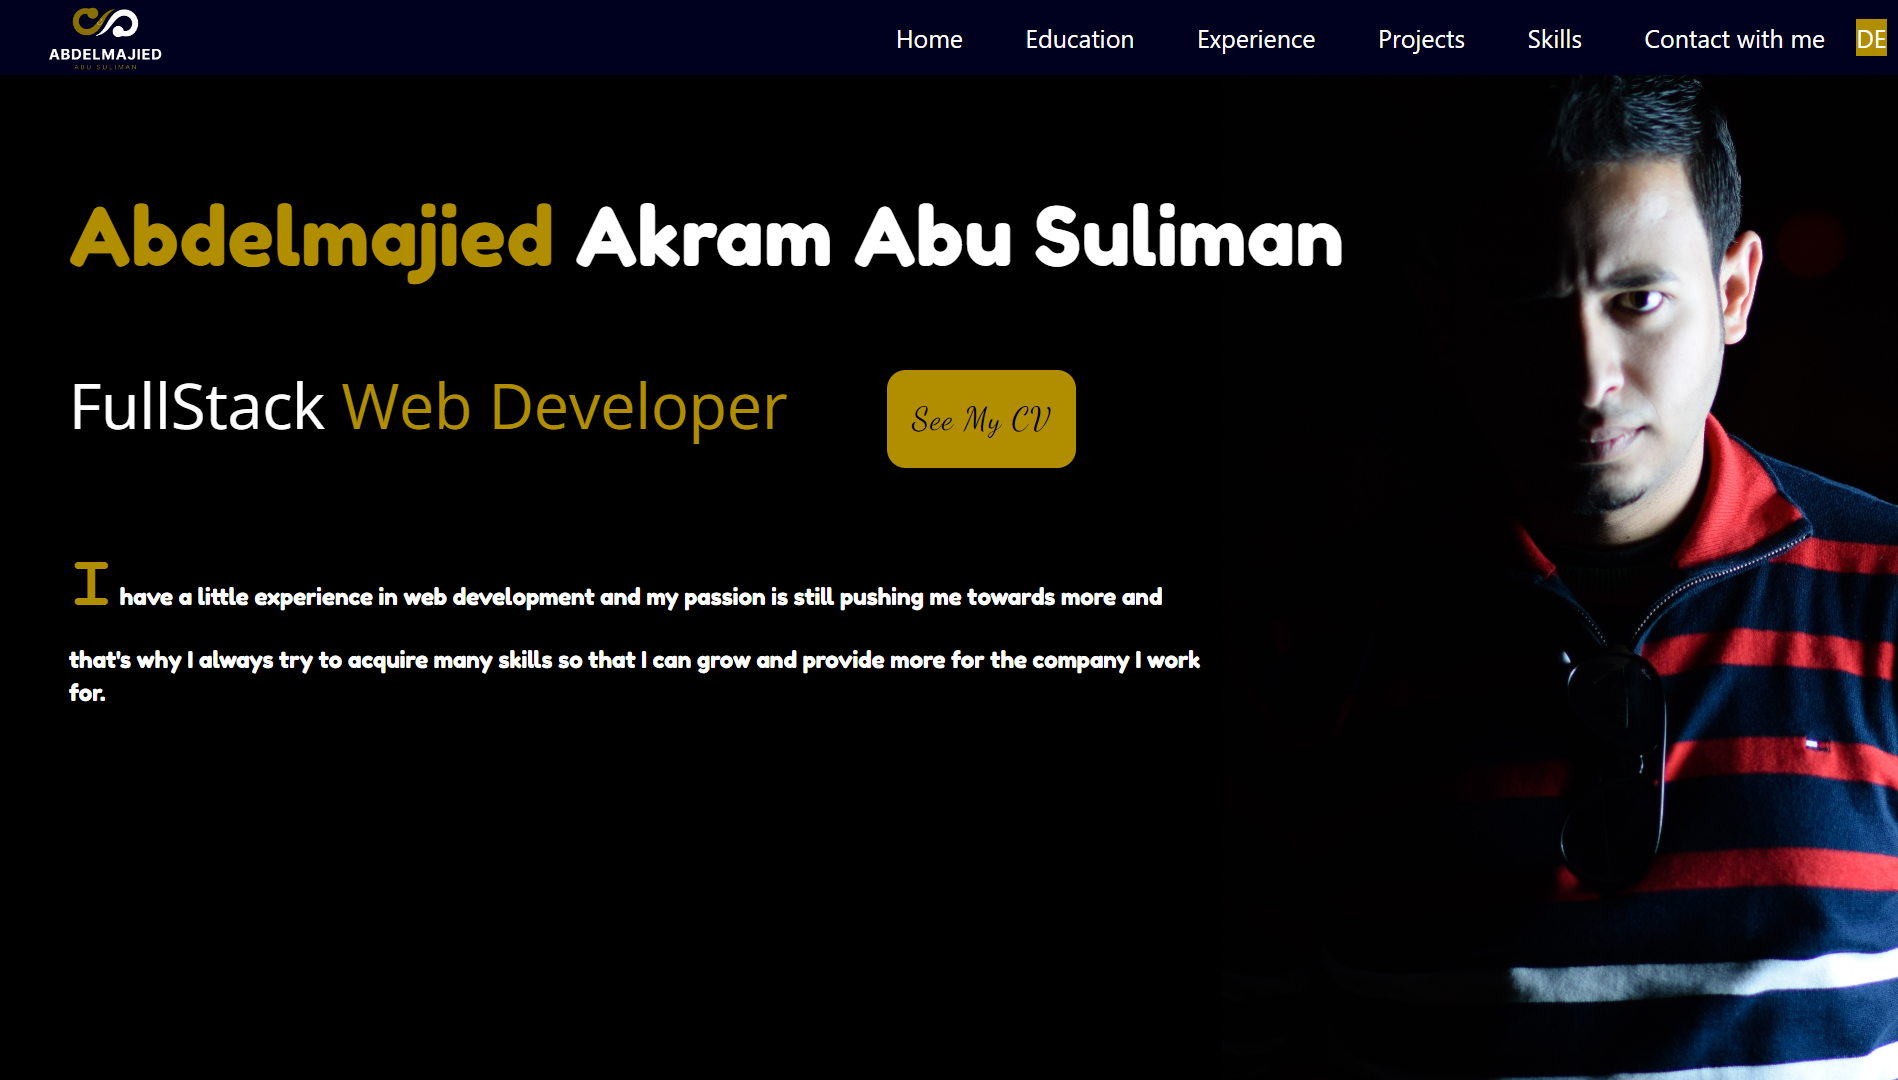 ABDELMAJIED
ABU SULIMAN
Home Education Experience Projects Skills Contact with me DE
Abdelmajied Akram Abu Suliman
FullStack Web Developer
See My CV
I have a little experience in web development and my passion is still pushing me towards more and
that's why I always try to acquire many skills so that I can grow and provide more for the company I work
for.